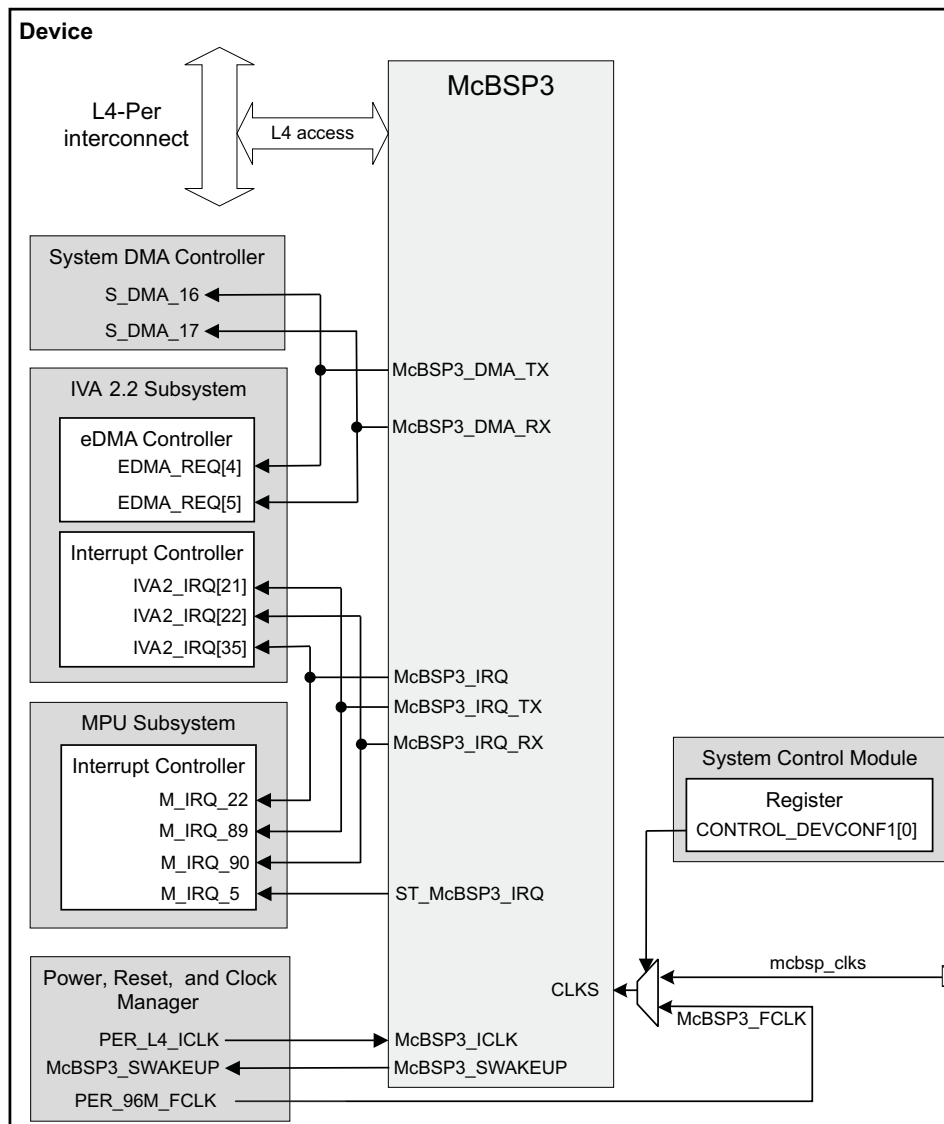 Device
McBSP3
L4-Per
interconnect
L4 access
System DMA Controller
S_DMA_16
S_DMA_17
McBSP3_DMA_TX
IVA 2.2 Subsystem
McBSP3_DMA_RX
eDMA Controller
EDMA_REQ[4]
EDMA_REQ[5]
Interrupt Controller
IVA2_IRQ[21]
IVA2_IRQ[22]
IVA2_IRQ[35]
McBSP3_IRQ
McBSP3_IRQ_TX
McBSP3_IRQ_RX
MPU Subsystem
Interrupt Controller
M_IRQ_22
M_IRQ_89
M_IRQ_90
M_IRQ_5
ST_McBSP3_IRQ
System Control Module
Register
CONTROL_DEVCONF1[0]
mcbsp_clks
CLKS
McBSP3_FCLK
Power, Reset, and Clock
Manager
PER_L4_ICLK
McBSP3_ICLK
McBSP3_SWAKEUP
McBSP3_SWAKEUP
PER_96M_FCLK